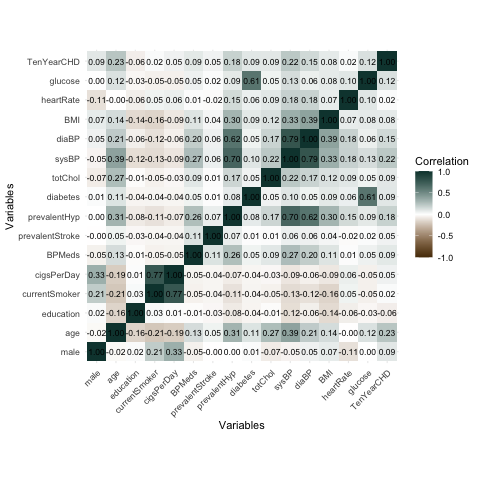 TenYearCHD 0.09 0.23 -0.06 0.02 0.05 0.09 0.05 0.18 0.09 0.09 0.22 0.15 0.08 0.02 0.12 1.00
glucose 0.00 0.12 -0.03 -0.05 -0.05 0.05 0.02 0.09 0.61 0.05 0.13 0.06 0.08 0.10 1.00 0.12
heartRate -0.11 -0.00 -0.06 0.05 0.06 0.01 -0.02 0.15 0.06 0.09 0.18 0.18 0.07 1.00 0.10 0.02
BMI 0.07 0.14 -0.14 -0.16 -0.09 0.11 0.04 0.30 0.09 0.12 0.33 0.39 1.00 0.07 0.08 0.08
diaBP 0.05 0.21 -0.06 -0.12 -0.06 0.20 0.06 0.62 0.05 0.17 0.79 1.00 0.39 0.18 0.06 0.15
sysBP -0.05 0.39 -0.12 -0.13 -0.09 0.27 0.06 0.70 0.10 0.22 1.00 0.79 0.33 0.18 0.13 0.22
totChol -0.07 0.27 -0.01 -0.05 -0.03 0.09 0.01 0.17 0.05 1.00 0.22 0.17 0.12 0.09 0.05 0.09
diabetes 0.01 0.11 -0.04 -0.04 -0.04 0.05 0.01 0.08 1.00 0.05 0.10 0.05 0.09 0.06 0.61 0.09
prevalentHyp 0.00 0.31 -0.08 -0.11 -0.07 0.26 0.07 1.00 0.08 0.17 0.70 0.62 0.30 0.15 0.09 0.18
prevalentStroke -0.00 0.05 -0.03 -0.04 -0.04 0.11 1.00 0.07 0.01 0.01 0.06 0.06 0.04 -0.02 0.02 0.05
BPMeds -0.05 0.13 -0.01 -0.05 -0.05 1.00 0.11 0.26 0.05 0.09 0.27 0.20 0.11 0.01 0.05 0.09
cigsPerDay 0.33 -0.19 0.01 0.77 1.00 -0.05 -0.04 -0.07 -0.04 -0.03 -0.09 -0.06 -0.09 0.06 -0.05 0.05
currentSmoker 0.21 -0.21 0.03 1.00 0.77 -0.05 -0.04 -0.11 -0.04 -0.05 -0.13 -0.12 -0.16 0.05 -0.05 0.02
education 0.02 -0.16 1.00 0.03 0.01 -0.01 -0.03 -0.08 -0.04 -0.01 -0.12 -0.06 -0.14 -0.06 -0.03 -0.06
age -0.02 1.00 -0.16 -0.21 -0.19 0.13 0.05 0.31 0.11 0.27 0.39 0.21 0.14 -0.00 0.12 0.23
male 1.00 -0.02 0.02 0.21 0.33 -0.05 -0.00 0.00 0.01 -0.07 -0.05 0.05 0.07 -0.11 0.00 0.09
Variables
male
age
education
currentSmoker
cigsPerDay
BPMeds
prevalentStroke
prevalentHyp
diabetes
totChol
sysBP
diaBP
BMI
heartRate
glucose
TenYearCHD
Variables
Correlation
1.0
0.5
0.0
-0.5
-1.0